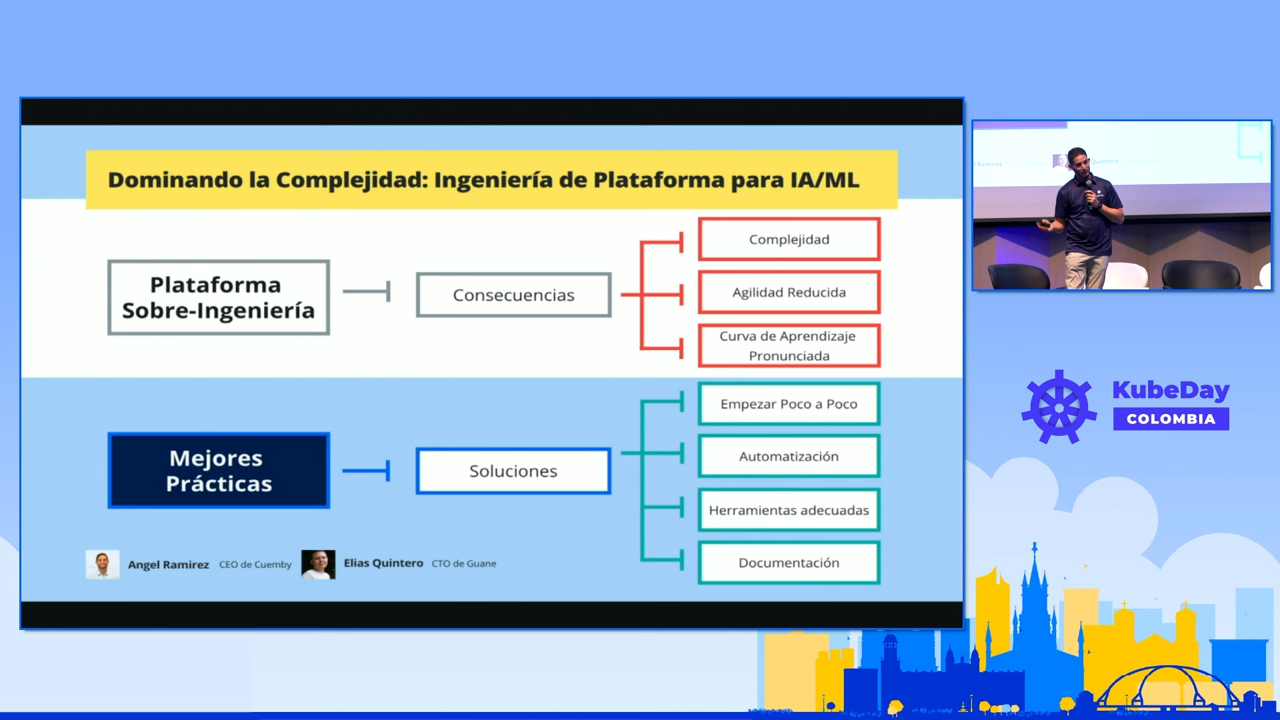 Dominando la Complejidad: Ingeniería de Plataforma para IA/ML
Plataforma
Sobre-Ingeniería
Consecuencias
Complejidad
Agilidad Reducida
Curva de Aprendizaje
Pronunciada
Mejores
Prácticas
Soluciones
Empezar Poco a Poco
Automatización
Herramientas adecuadas
Documentación
Angel Ramirez CEO de Cuemby
Elias Quintero CTO de Guane
KubeDay
COLOMBIA